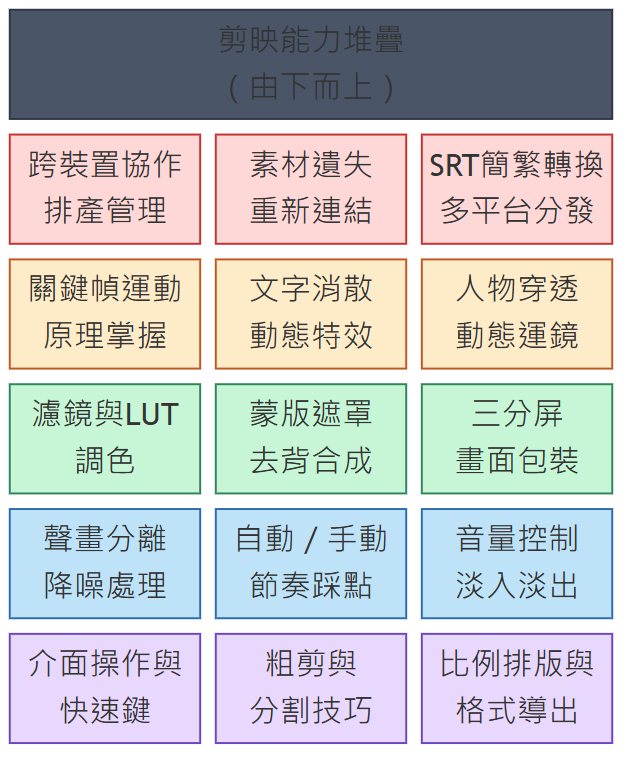 剪映能力堆疊
（由下而上）
跨裝置協作
排產管理
素材遺失
重新連結
SRT簡繁轉換
多平台分發
關鍵幀運動
原理掌握
文字消散
動態特效
人物穿透
動態運鏡
濾鏡與LUT
調色
蒙版遮罩
去背合成
三分屏
畫面包裝
聲畫分離
降噪處理
自動 / 手動
節奏踩點
音量控制
淡入淡出
介面操作與
快速鍵
粗剪與
分割技巧
比例排版與
格式導出